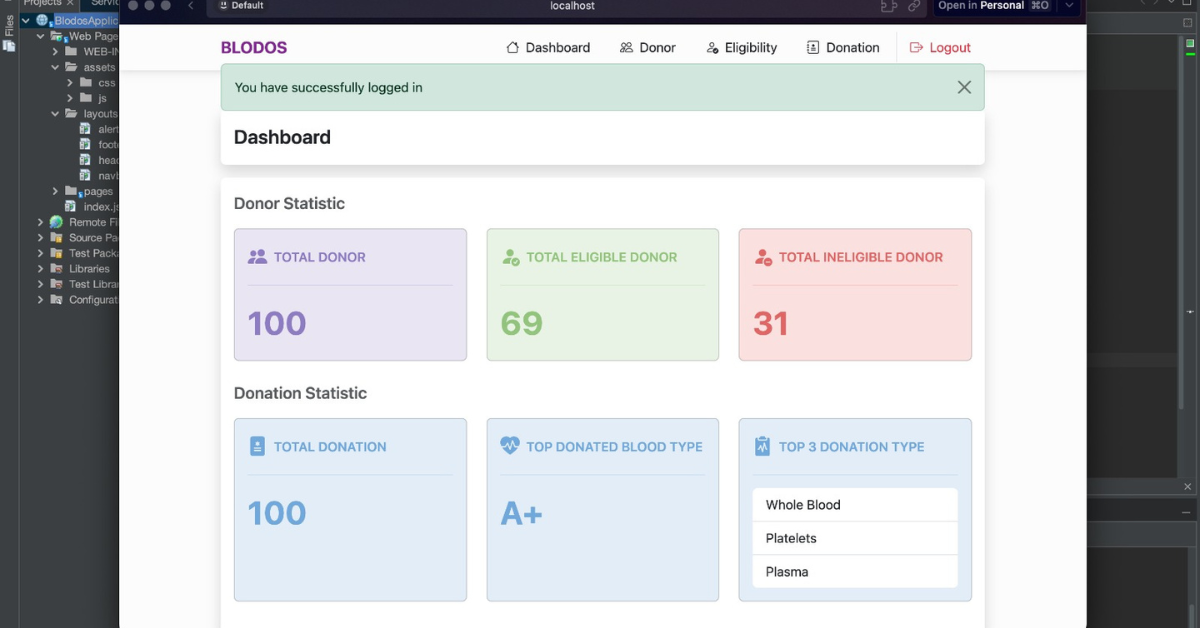 Projects
Servic
Default
localhost
Open in Personal ⌘O
Files
BlodosApplic
Web Page
WEB-IN
assets
css
js
layouts
alert
foote
head
navb
pages
index.js
Remote Fi
Source Pa
Test Packa
Libraries
Test Librar
Configurat
BLODOS
Dashboard
Donor
Eligibility
Donation
Logout
You have successfully logged in
Dashboard
Donor Statistic
TOTAL DONOR
100
TOTAL ELIGIBLE DONOR
69
TOTAL INELIGIBLE DONOR
31
Donation Statistic
TOTAL DONATION
100
TOP DONATED BLOOD TYPE
A+
TOP 3 DONATION TYPE
Whole Blood
Platelets
Plasma